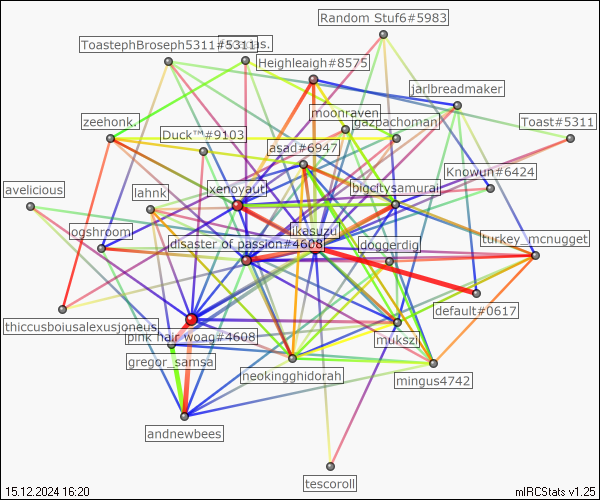 Random Stuf6#5983
ToastephBroseph5311#5311
Heighleaigh#8575
jarlbreadmaker
moonraven
zeehonk.
gazpachoman
Toast#5311
Duck™#9103
asad#6947
Knowun#6424
avelicious
lahnk
xenoyauti
bigcitysamurai
ogshroom
ikasuzu
disaster of passion#4608
doggerdig
turkey_mcnugget
default#0617
thiccusboiusalexusjoneus
pink hair woag#4608
mukszi
gregor_samsa
neokingghidorah
mingus4742
andnewbees
tescoroll
15.12.2024 16:20
mIRCStats v1.25